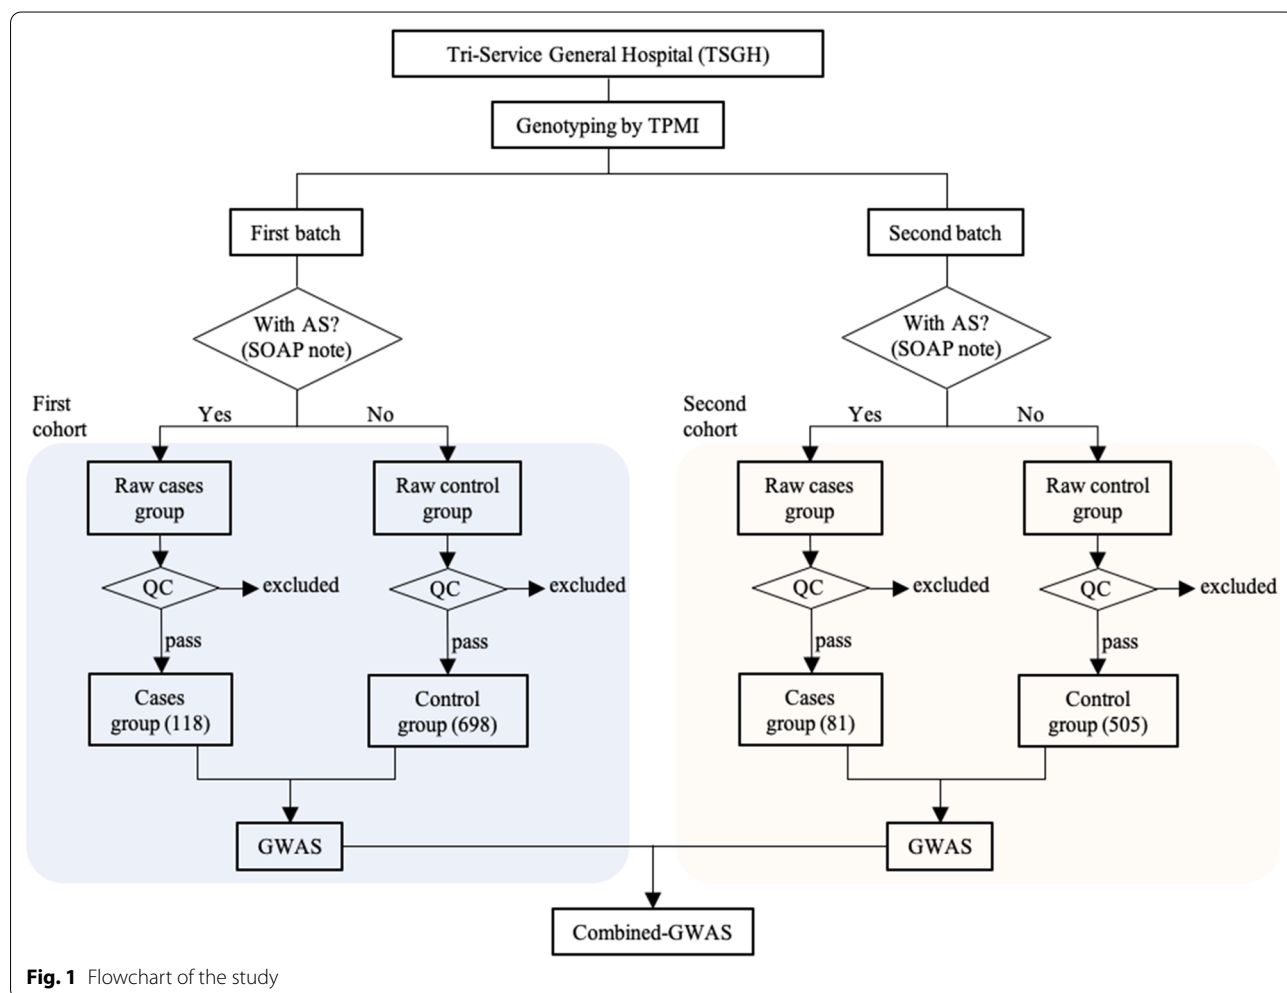 Tri-Service General Hospital (TSGH)
Genotyping by TPMI
First batch
Second batch
With AS?
(SOAP note)
With AS?
(SOAP note)
First
cohort
Yes
No
Second
cohort
Yes
No
Raw cases
group
Raw control
group
Raw cases
group
Raw control
group
QC
excluded
QC
excluded
QC
excluded
QC
excluded
pass
pass
pass
pass
Cases
group (118)
Control
group (698)
Cases
group (81)
Control
group (505)
GWAS
GWAS
Combined-GWAS
Fig. 1 Flowchart of the study